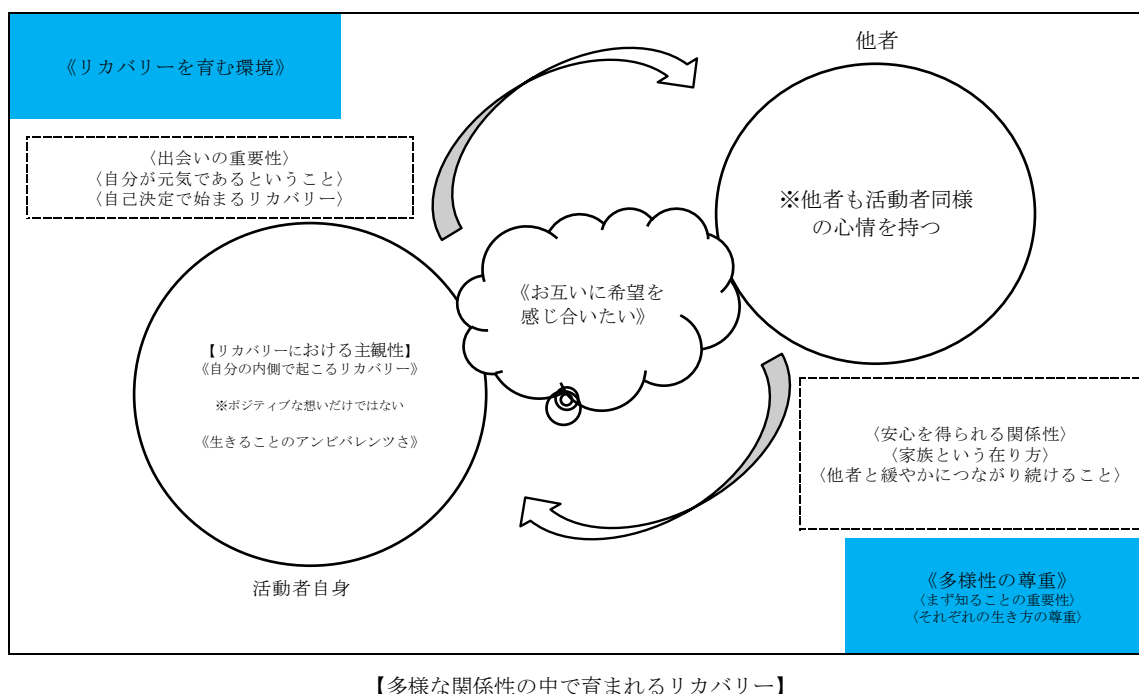 《リカバリーを育む環境》
〈出会いの重要性〉
〈自分が元気であるということ〉
〈自己決定で始まるリカバリー〉
他者
※他者も活動者同様
の心情を持つ
《お互いに希望を
感じ合いたい》
【リカバリーにおける主観性】
《自分の内側で起こるリカバリー》
※ポジティブな想いだけではない
《生きることのアンビバレンツさ》
活動者自身
〈安心を得られる関係性〉
〈家族という在り方〉
〈他者と緩やかにつながり続けること〉
《多様性の尊重》
〈まず知ることの重要性〉
〈それぞれの生き方の尊重〉
【多様な関係性の中で育まれるリカバリー】